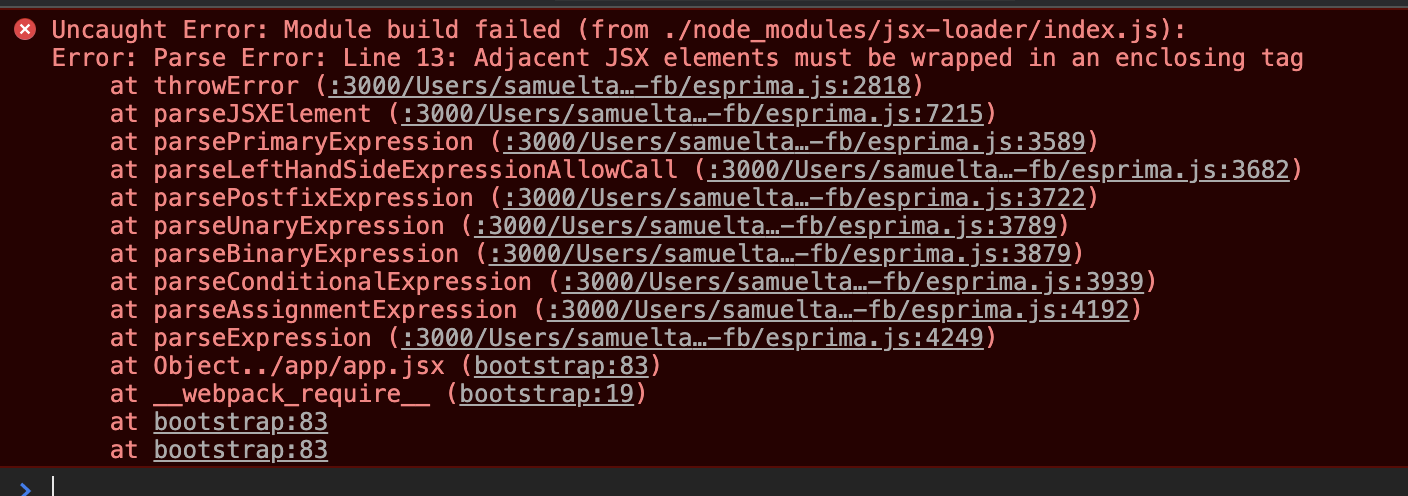 Uncaught Error: Module build failed (from ./node_modules/jsx-loader/index.js):
Error: Parse Error: Line 13: Adjacent JSX elements must be wrapped in an enclosing tag
at throwError (:3000/Users/samuelta…-fb/esprima.js:2818)
at parseJSXElement (:3000/Users/samuelta…-fb/esprima.js:7215)
at parsePrimaryExpression (:3000/Users/samuelta…-fb/esprima.js:3589)
at parseLeftHandSideExpressionAllowCall (:3000/Users/samuelta…-fb/esprima.js:3682)
at parsePostfixExpression (:3000/Users/samuelta…-fb/esprima.js:3722)
at parseUnaryExpression (:3000/Users/samuelta…-fb/esprima.js:3789)
at parseBinaryExpression (:3000/Users/samuelta…-fb/esprima.js:3879)
at parseConditionalExpression (:3000/Users/samuelta…-fb/esprima.js:3939)
at parseAssignmentExpression (:3000/Users/samuelta…-fb/esprima.js:4192)
at parseExpression (:3000/Users/samuelta…-fb/esprima.js:4249)
at Object../app/app.jsx (bootstrap:83)
at __webpack_require__ (bootstrap:19)
at bootstrap:83
at bootstrap:83